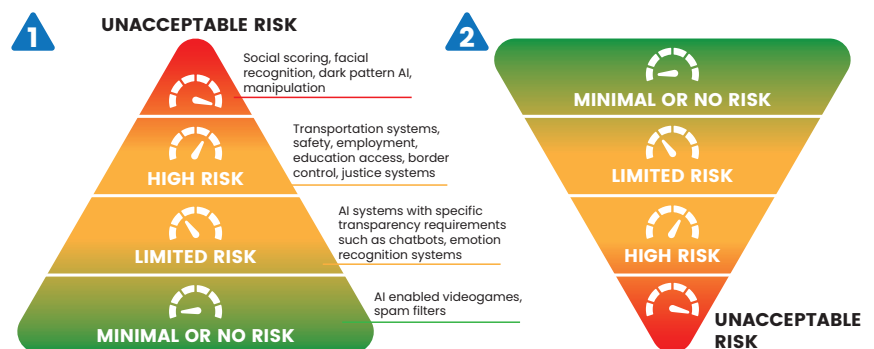 1
UNACCEPTABLE RISK
Social scoring, facial
recognition, dark pattern AI,
manipulation
Transportation systems,
safety, employment,
education access, border
control, justice systems
HIGH RISK
AI systems with specific
transparency requirements
such as chatbots, emotion
recognition systems
LIMITED RISK
AI enabled videogames,
spam filters
MINIMAL OR NO RISK
2
MINIMAL OR NO RISK
LIMITED RISK
HIGH RISK
UNACCEPTABLE
RISK